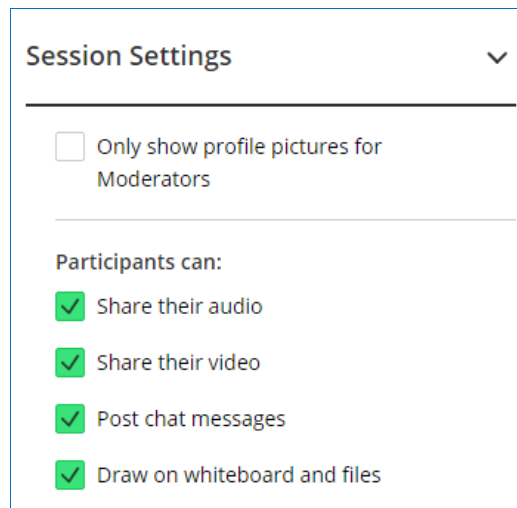 Session Settings
Only show profile pictures for
Moderators
Participants can:
Share their audio
Share their video
Post chat messages
Draw on whiteboard and files